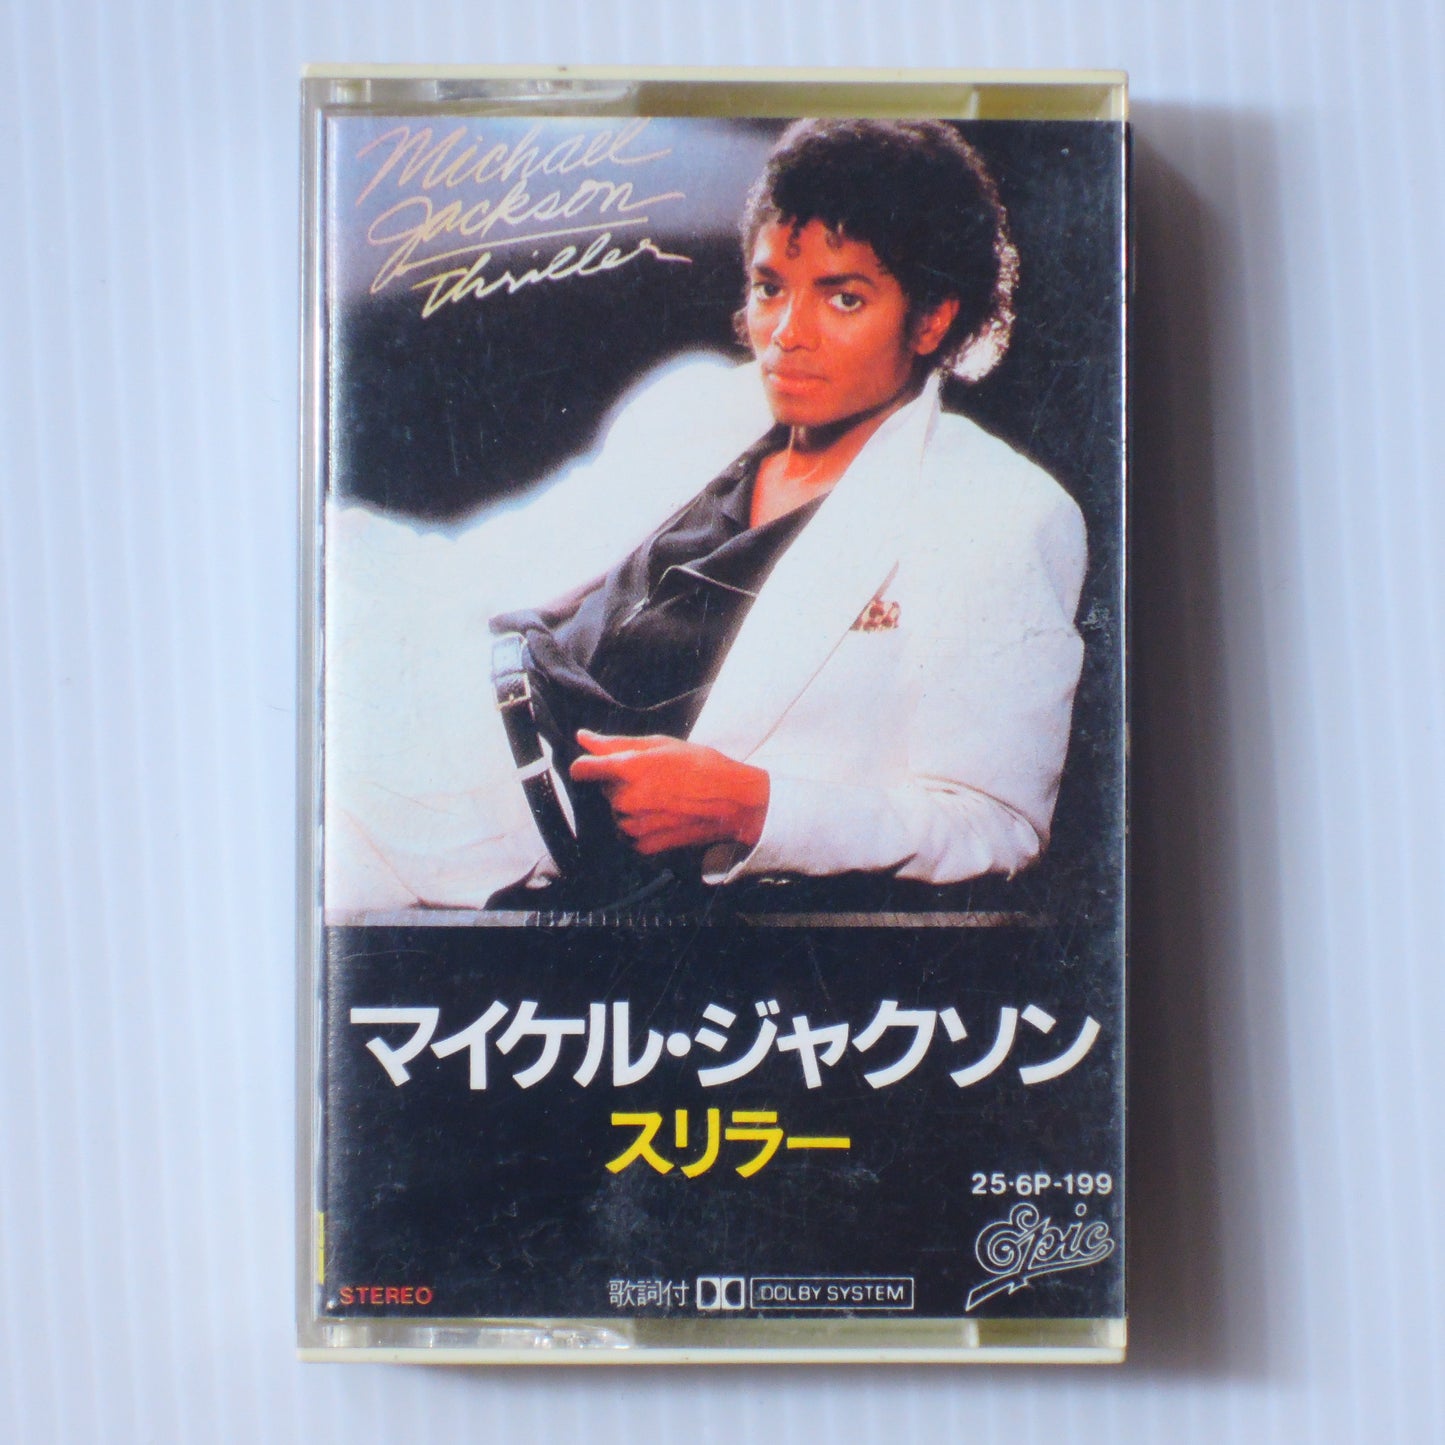 Michael
Jackson
Thriller
マイケル・ジャクソン
スリラー
25・6P-199
Epic
STEREO
歌詞付 DOLBY SYSTEM